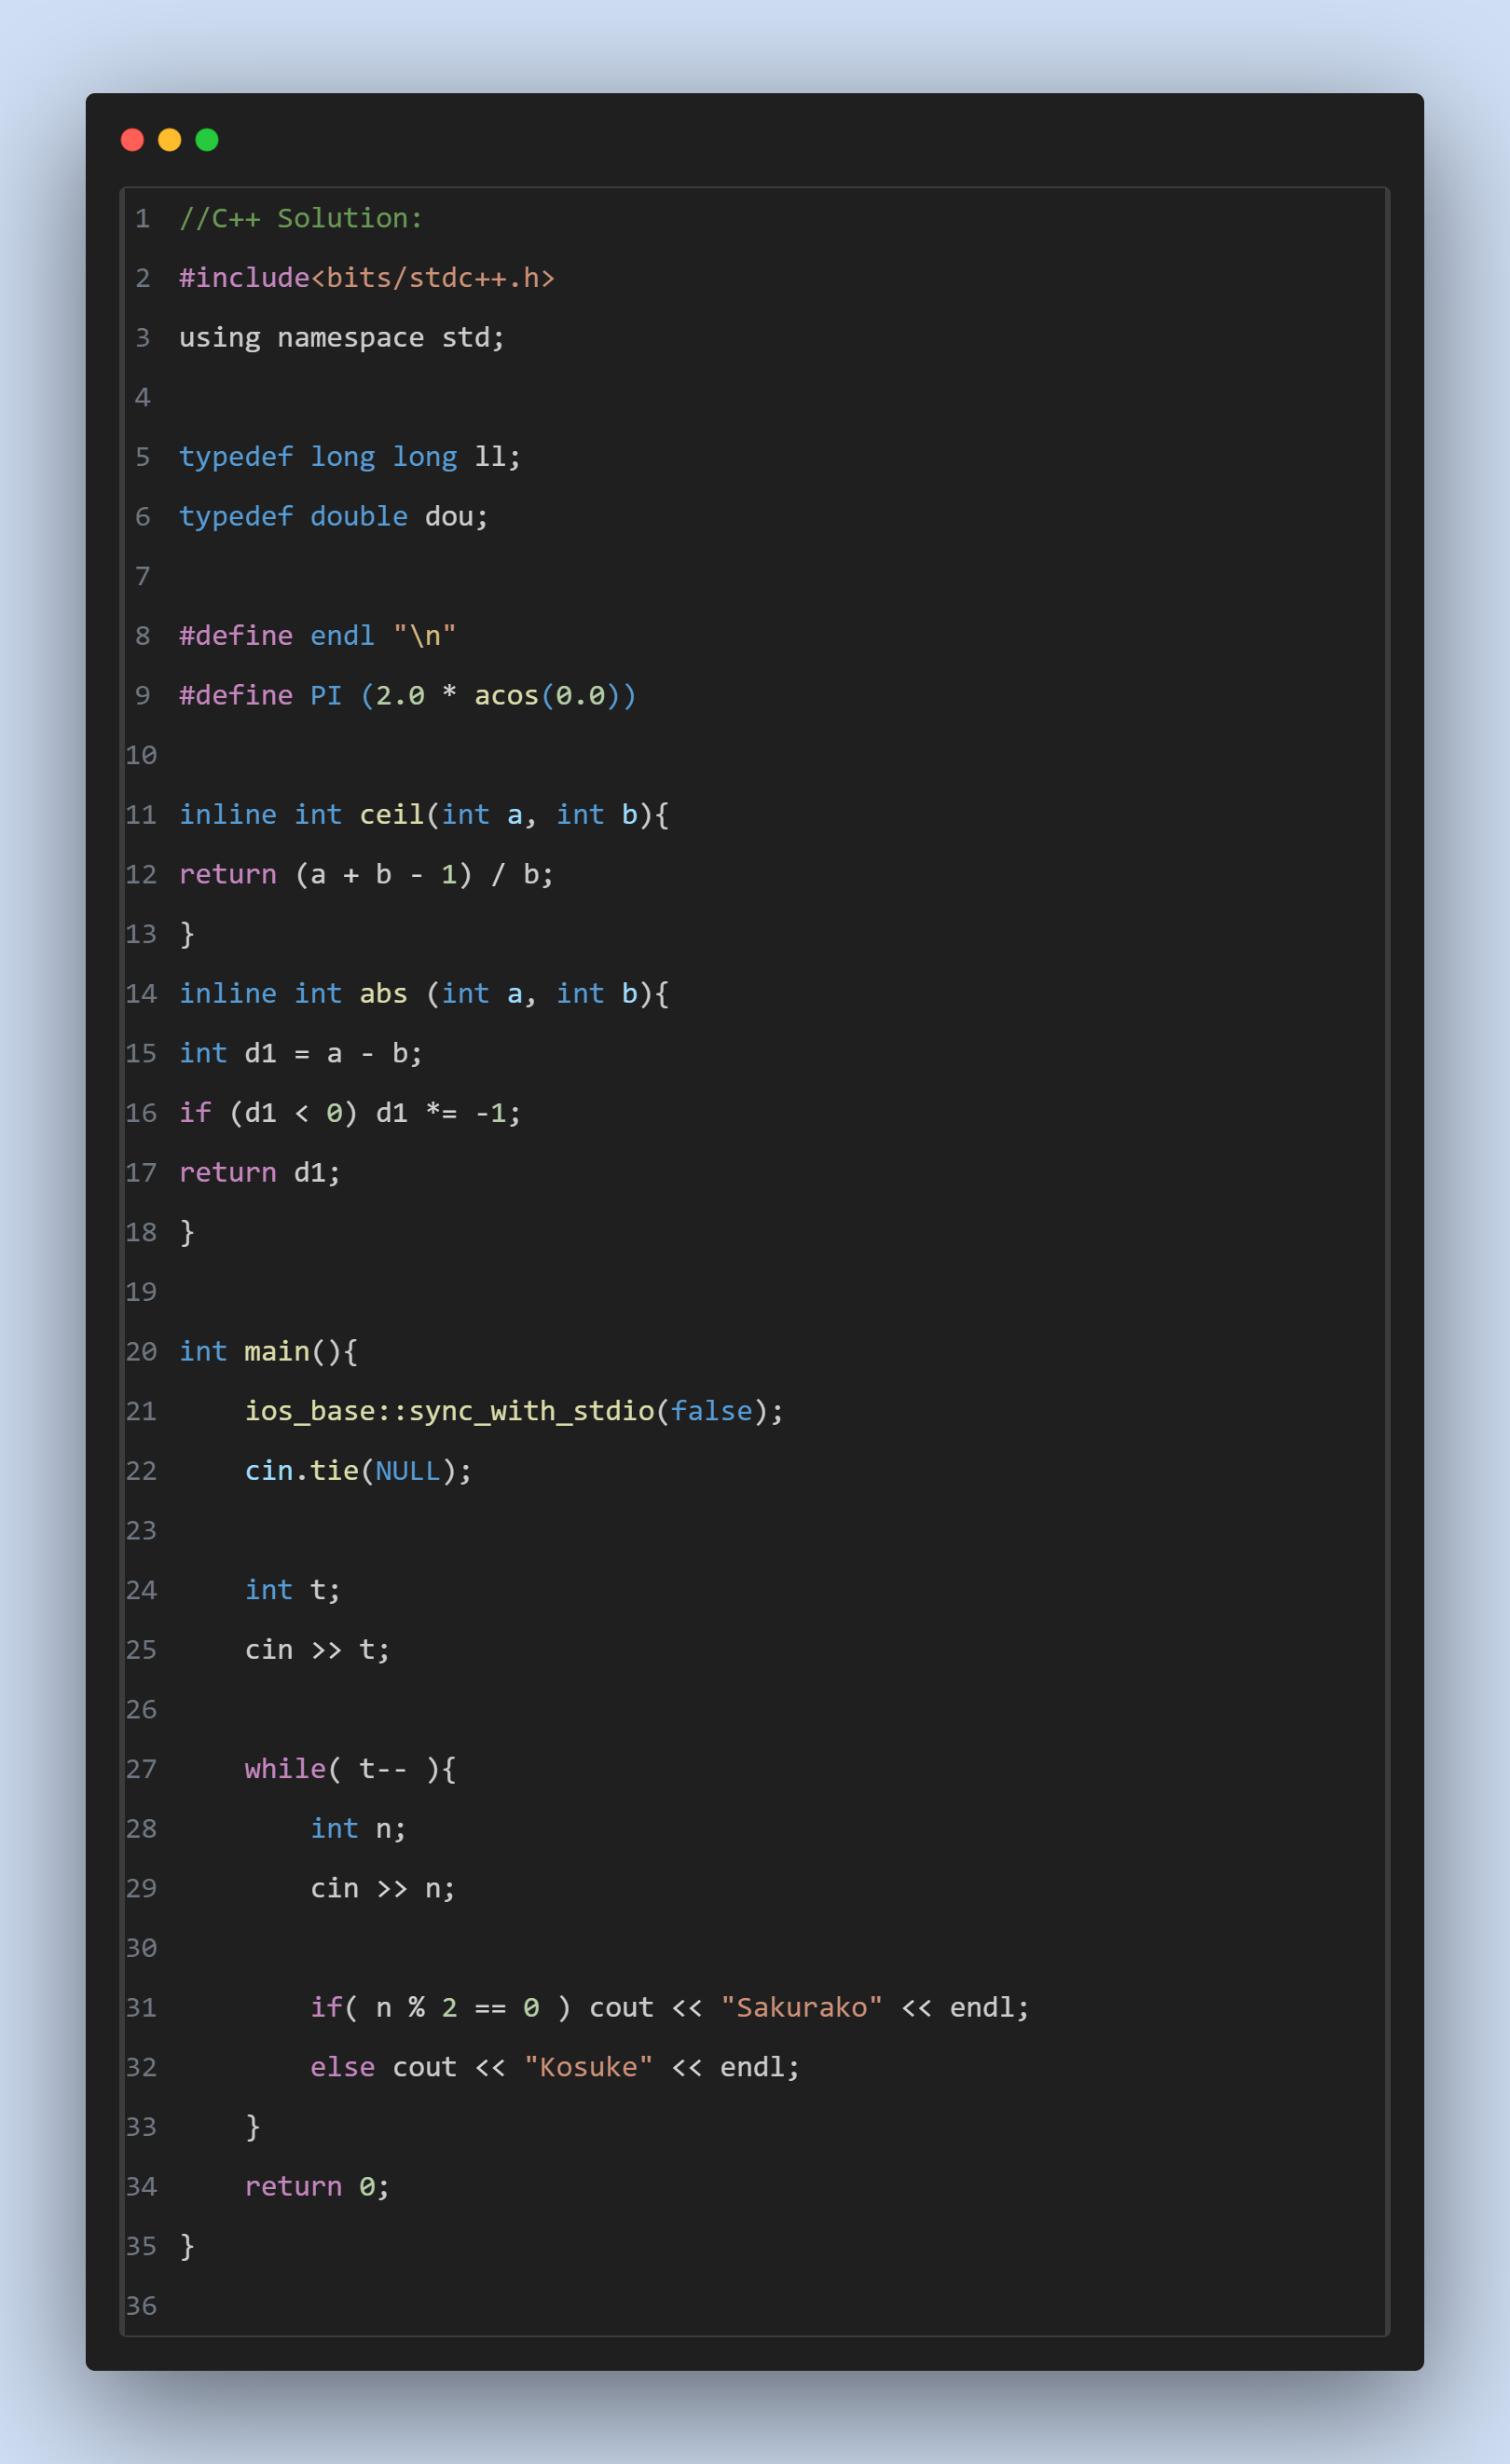 1 //C++ Solution:
2 #include<bits/stdc++.h>
3 using namespace std;
4
5 typedef long long ll;
6 typedef double dou;
7
8 #define endl "\n"
9 #define PI (2.0 * acos(0.0))
10
11 inline int ceil(int a, int b){
12 return (a + b - 1) / b;
13 }
14 inline int abs (int a, int b){
15 int d1 = a - b;
16 if (d1 < 0) d1 *= -1;
17 return d1;
18 }
19
20 int main(){
21     ios_base::sync_with_stdio(false);
22     cin.tie(NULL);
23
24     int t;
25     cin >> t;
26
27     while( t-- ){
28         int n;
29         cin >> n;
30
31         if( n % 2 == 0 ) cout << "Sakurako" << endl;
32         else cout << "Kosuke" << endl;
33     }
34     return 0;
35 }
36